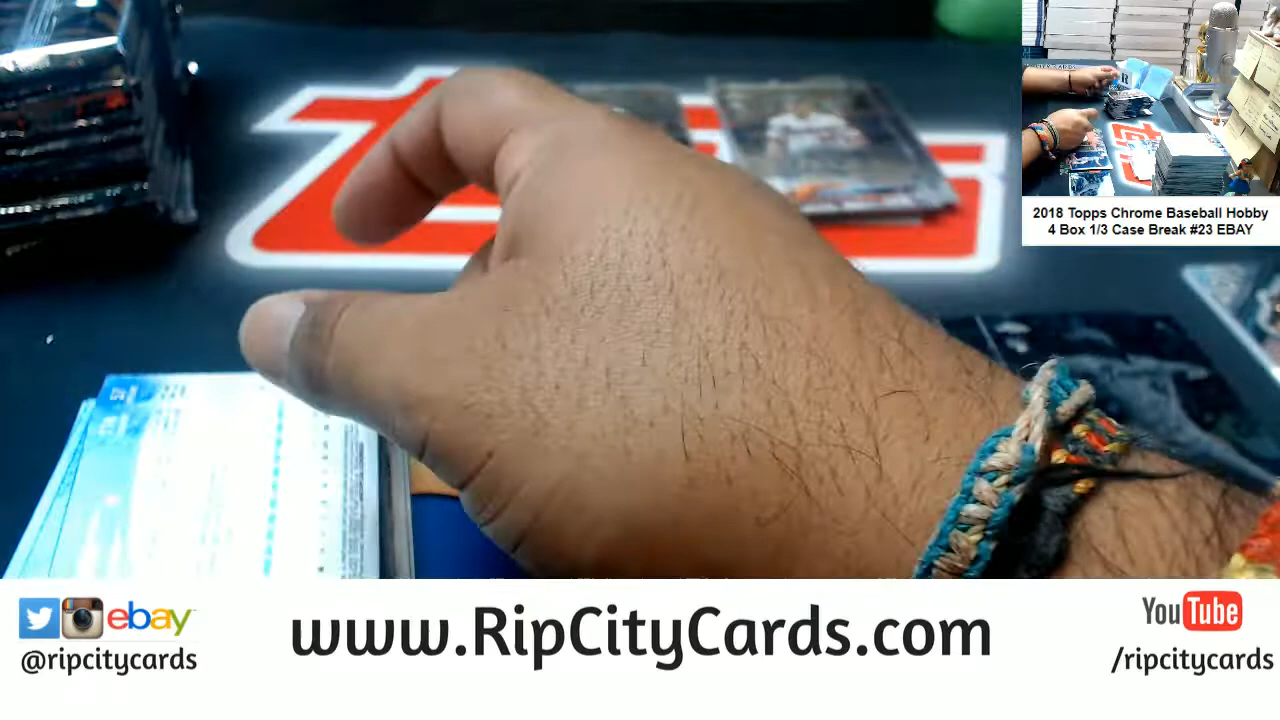 2018 Topps Chrome Baseball Hobby
4 Box 1/3 Case Break #23 EBAY
ebay
@ripcitycards
www.RipCityCards.com
YouTube
/ripcitycards